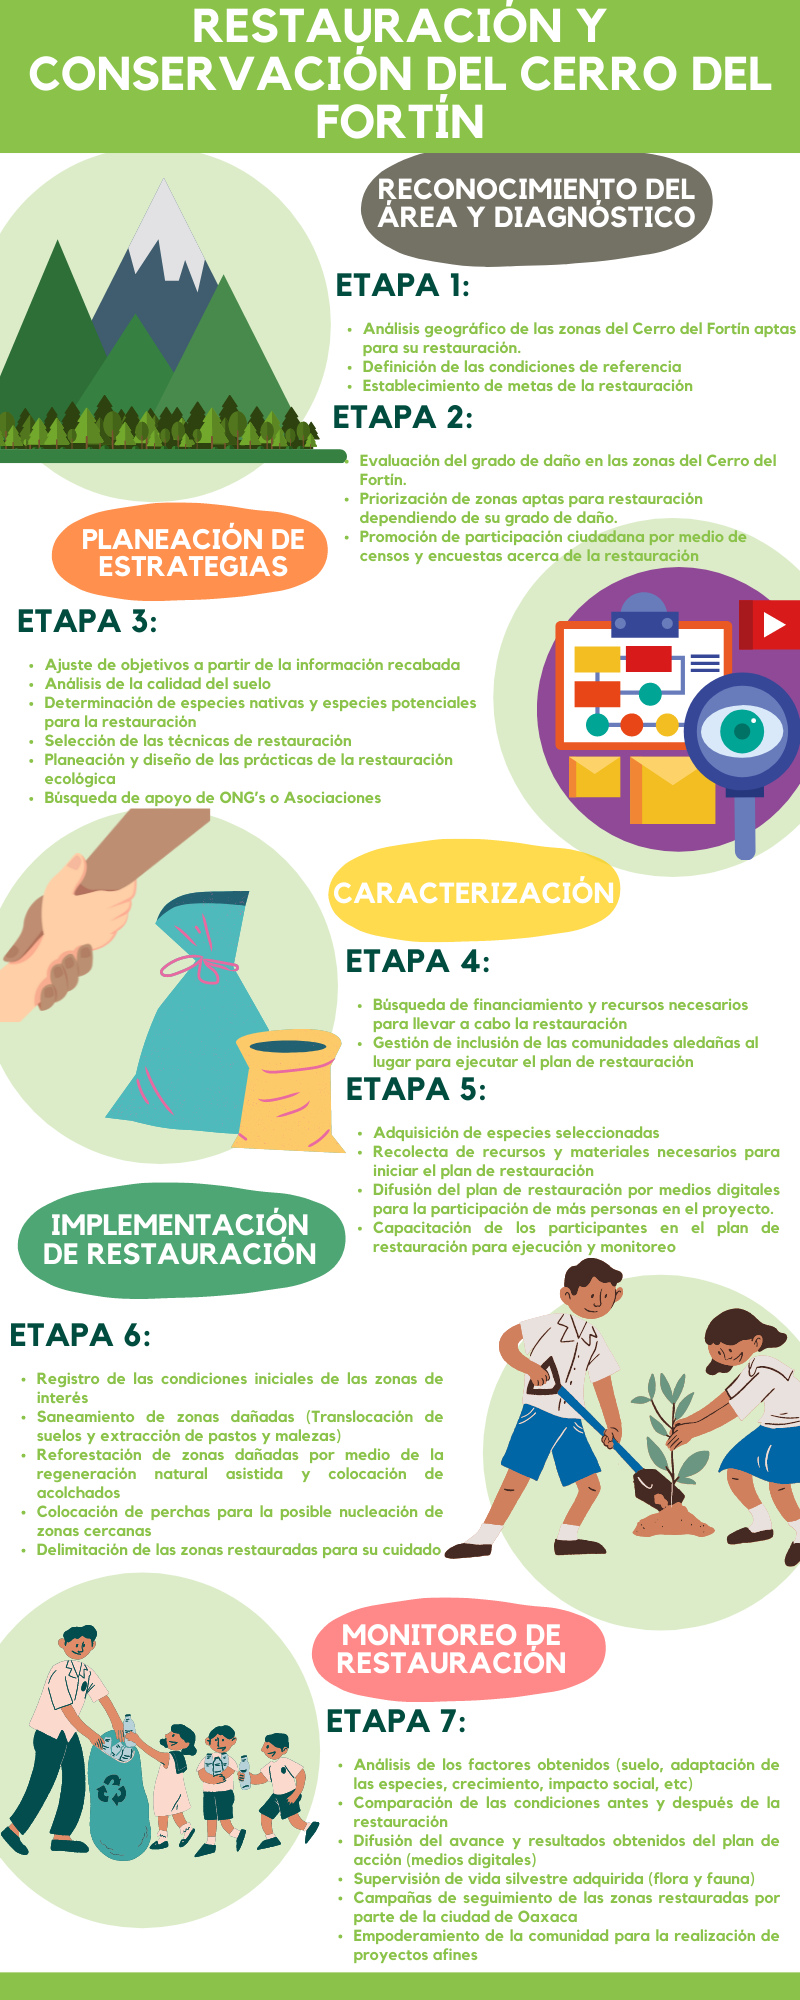 RESTAURACIÓN Y
CONSERVACIÓN DEL CERRO DEL
FORTÍN
RECONOCIMIENTO DEL
ÁREA Y DIAGNÓSTICO
ETAPA 1:
• Análisis geográfico de las zonas del Cerro del Fortín aptas
para su restauración.
• Definición de las condiciones de referencia
• Establecimiento de metas de la restauración
ETAPA 2:
• Evaluación del grado de daño en las zonas del Cerro del
Fortín.
• Priorización de zonas aptas para restauración
dependiendo de su grado de daño.
• Promoción de participación ciudadana por medio de
censos y encuestas acerca de la restauración
PLANEACIÓN DE
ESTRATEGIAS
ETAPA 3:
• Ajuste de objetivos a partir de la información recabada
• Análisis de la calidad del suelo
• Determinación de especies nativas y especies potenciales
para la restauración
• Selección de las técnicas de restauración
• Planeación y diseño de las prácticas de la restauración
ecológica
• Búsqueda de apoyo de ONG's o Asociaciones
CARACTERIZACIÓN
ETAPA 4:
• Búsqueda de financiamiento y recursos necesarios
para llevar a cabo la restauración
• Gestión de inclusión de las comunidades aledañas al
lugar para ejecutar el plan de restauración
ETAPA 5:
• Adquisición de especies seleccionadas
• Recolecta de recursos y materiales necesarios para
iniciar el plan de restauración
• Difusión del plan de restauración por medios digitales
para la participación de más personas en el proyecto.
• Capacitación de los participantes en el plan de
restauración para ejecución y monitoreo
IMPLEMENTACIÓN
DE RESTAURACIÓN
ETAPA 6:
• Registro de las condiciones iniciales de las zonas de
interés
• Saneamiento de zonas dañadas (Translocación de
suelos y extracción de pastos y malezas)
• Reforestación de zonas dañadas por medio de la
regeneración natural asistida y colocación de
acolchados
• Colocación de perchas para la posible nucleación de
zonas cercanas
• Delimitación de las zonas restauradas para su cuidado
MONITOREO DE
RESTAURACIÓN
ETAPA 7:
• Análisis de los factores obtenidos (suelo, adaptación de
las especies, crecimiento, impacto social, etc)
• Comparación de las condiciones antes y después de la
restauración
• Difusión del avance y resultados obtenidos del plan de
acción (medios digitales)
• Supervisión de vida silvestre adquirida (flora y fauna)
• Campañas de seguimiento de las zonas restauradas por
parte de la ciudad de Oaxaca
• Empoderamiento de la comunidad para la realización de
proyectos afines